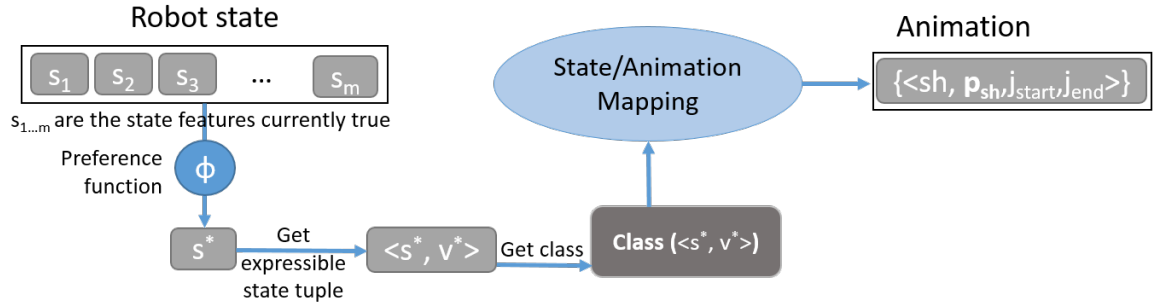 Robot state
s1 s2 s3 ... sm
s1...m are the state features currently true
Preference
function
ϕ
s*
Get
expressible
state tuple
<s*, v*>
Get class
Class (<s*, v*>)
State/Animation
Mapping
Animation
{<sh, psh,jstart,jend>}